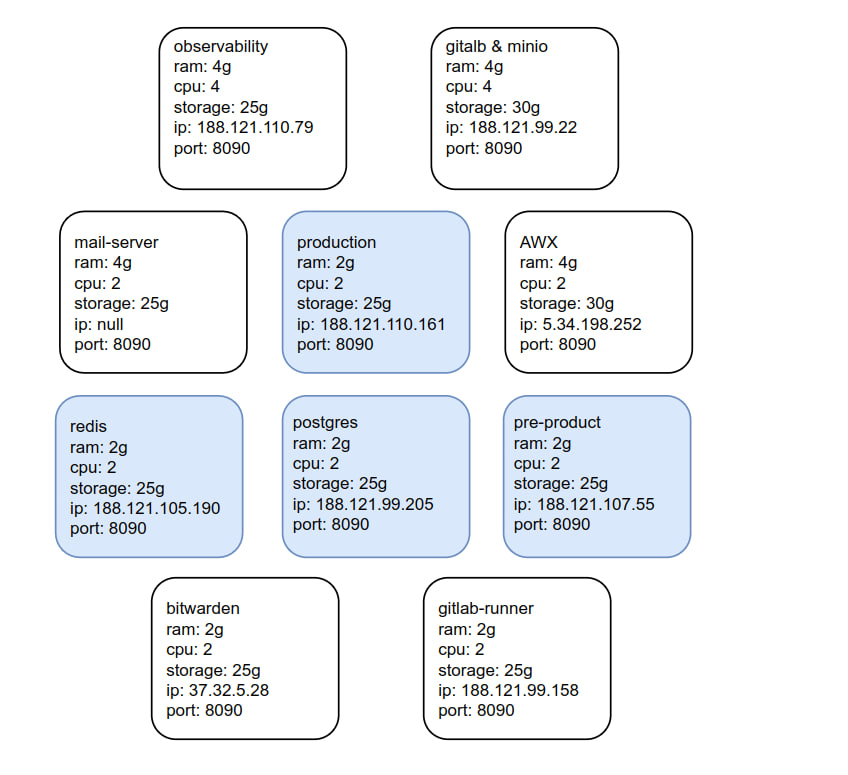 observability
ram: 4g
cpu: 4
storage: 25g
ip: 188.121.110.79
port: 8090
gitalb & minio
ram: 4g
cpu: 4
storage: 30g
ip: 188.121.99.22
port: 8090
mail-server
ram: 4g
cpu: 2
storage: 25g
ip: null
port: 8090
production
ram: 2g
cpu: 2
storage: 25g
ip: 188.121.110.161
port: 8090
AWX
ram: 4g
cpu: 2
storage: 30g
ip: 5.34.198.252
port: 8090
redis
ram: 2g
cpu: 2
storage: 25g
ip: 188.121.105.190
port: 8090
postgres
ram: 2g
cpu: 2
storage: 25g
ip: 188.121.99.205
port: 8090
pre-product
ram: 2g
cpu: 2
storage: 25g
ip: 188.121.107.55
port: 8090
bitwarden
ram: 2g
cpu: 2
storage: 25g
ip: 37.32.5.28
port: 8090
gitlab-runner
ram: 2g
cpu: 2
storage: 25g
ip: 188.121.99.158
port: 8090